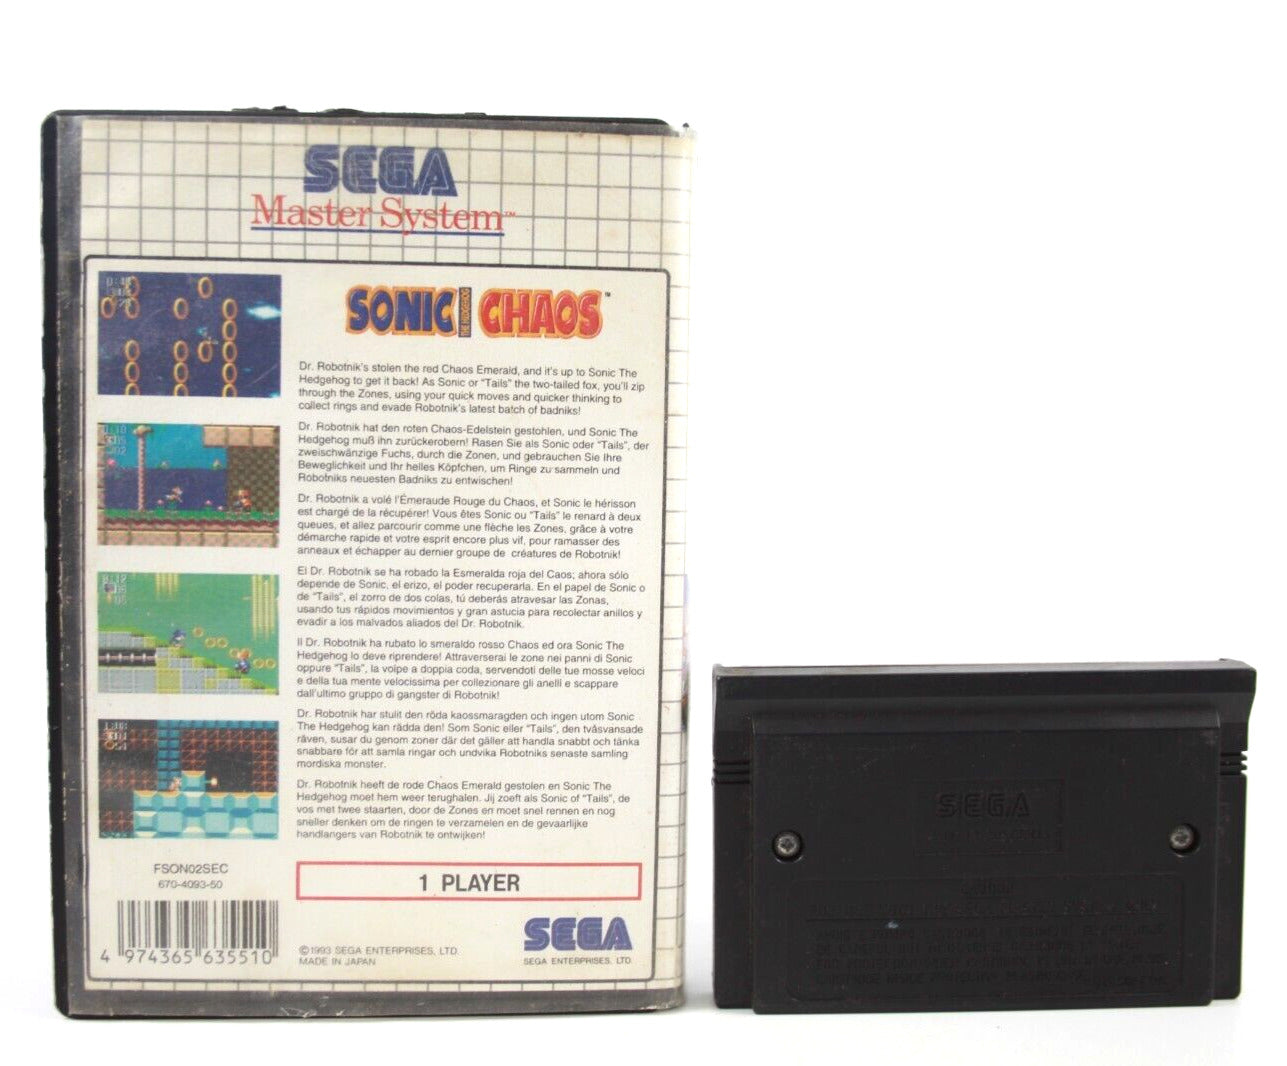 SEGA
Master System™
SONIC THE HEDGEHOG CHAOS™
Dr. Robotnik's stolen the red Chaos Emerald, and it's up to Sonic The
Hedgehog to get it back! As Sonic or "Tails" the two-tailed fox, you'll zip
through the Zones, using your quick moves and quicker thinking to
collect rings and evade Robotnik's latest batch of badniks!
Dr. Robotnik hat den roten Chaos-Edelstein gestohlen, und Sonic The
Hedgehog muß ihn zurückerobern! Rasen Sie als Sonic oder "Tails", der
zweischwänzige Fuchs, durch die Zonen, und gebrauchen Sie Ihre
Beweglichkeit und Ihr helles Köpfchen, um Ringe zu sammeln und
Robotniks neuesten Badniks zu entwischen!
Dr. Robotnik a volé l'Émeraude Rouge du Chaos, et Sonic le hérisson
est chargé de la récupérer! Vous êtes Sonic ou "Tails" le renard à deux
queues, et allez parcourir comme une flèche les Zones, grâce à votre
démarche rapide et votre esprit encore plus vif, pour ramasser des
anneaux et échapper au dernier groupe de créatures de Robotnik!
El Dr. Robotnik se ha robado la Esmeralda roja del Caos; ahora sólo
depende de Sonic, el erizo, el poder recuperarla. En el papel de Sonic o
de "Tails", el zorro de dos colas, tú deberás atravesar las Zonas,
usando tus rápidos movimientos y gran astucia para recolectar anillos y
evadir a los malvados aliados del Dr. Robotnik.
Il Dr. Robotnik ha rubato lo smeraldo rosso Chaos ed ora Sonic The
Hedgehog lo deve riprendere! Attraverserai le zone nei panni di Sonic
oppure "Tails", la volpe a doppia coda, servendoti delle tue mosse veloci
e della tua mente velocissima per collezionare gli anelli e scappare
dall'ultimo gruppo di gangster di Robotnik!
Dr. Robotnik har stulit den röda kaossmaragden och ingen utom Sonic
The Hedgehog kan rädda den! Som Sonic eller "Tails", den tvåsvansade
räven, susar du genom zoner där det gäller att handla snabbt och tänka
snabbare för att samla ringar och undvika Robotniks senaste samling
mordiska monster.
Dr. Robotnik heeft de rode Chaos Emerald gestolen en Sonic The
Hedgehog moet hem weer terughalen. Jij zoeft als Sonic of "Tails", de
vos met twee staarten, door de Zones en moet snel rennen en nog
sneller denken om de ringen te verzamelen en de gevaarlijke
handlangers van Robotnik te ontwijken!
FSON02SEC
670-4093-50
1 PLAYER
4 974365 635510
©1993 SEGA ENTERPRISES, LTD.
MADE IN JAPAN
SEGA
SEGA ENTERPRISES, LTD.
SEGA